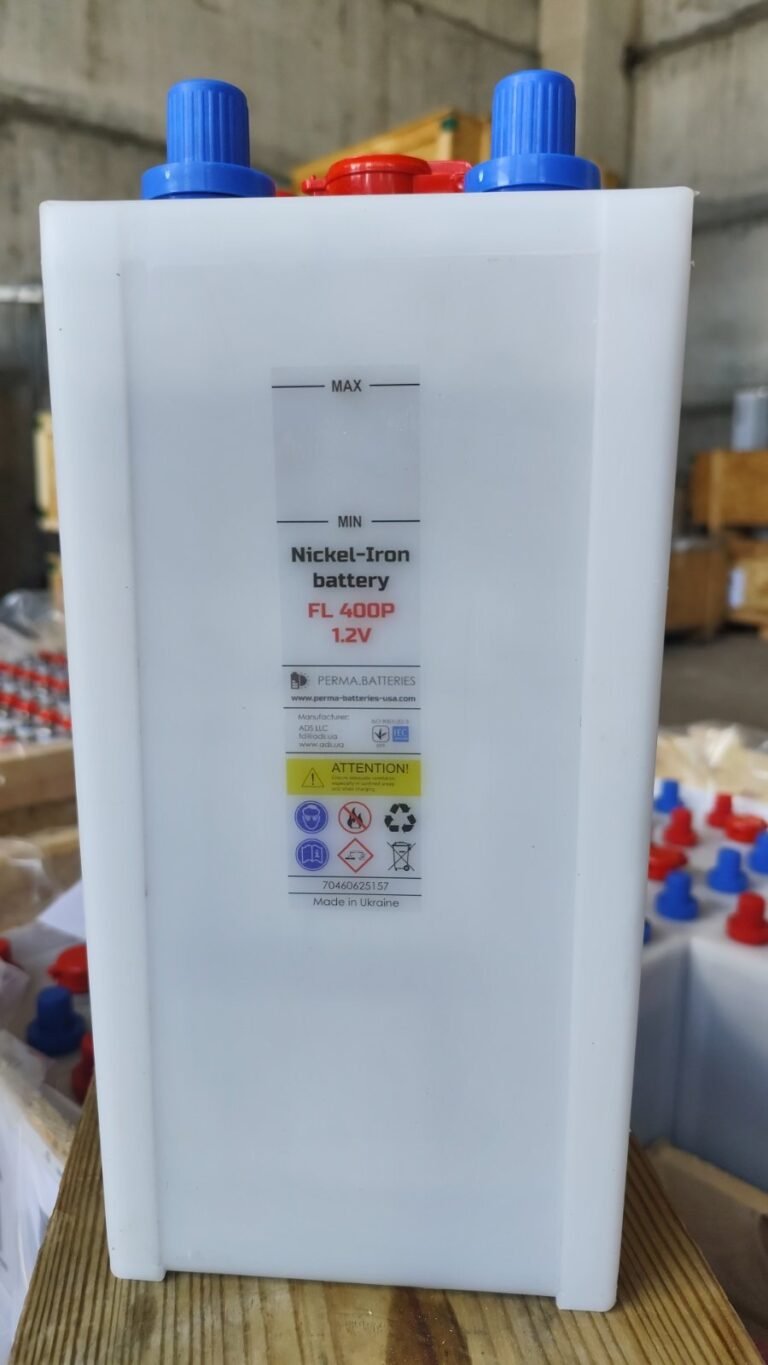 MAX
MIN
Nickel-Iron
battery
FL 400P
1.2V
PERMA.BATTERIES
www.perma-batteries-usa.com
Manufacturer:
ADS LLC
www.ads.ua
IEC
ATTENTION!
70460625157
Made in Ukraine